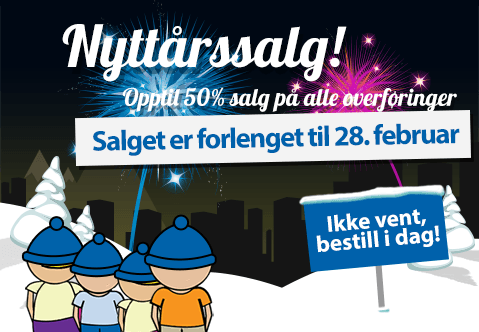 Nyttårssalg!
Opptil 50% salg på alle overføringer
Salget er forlenget til 28. februar
Ikke vent,
bestill i dag!